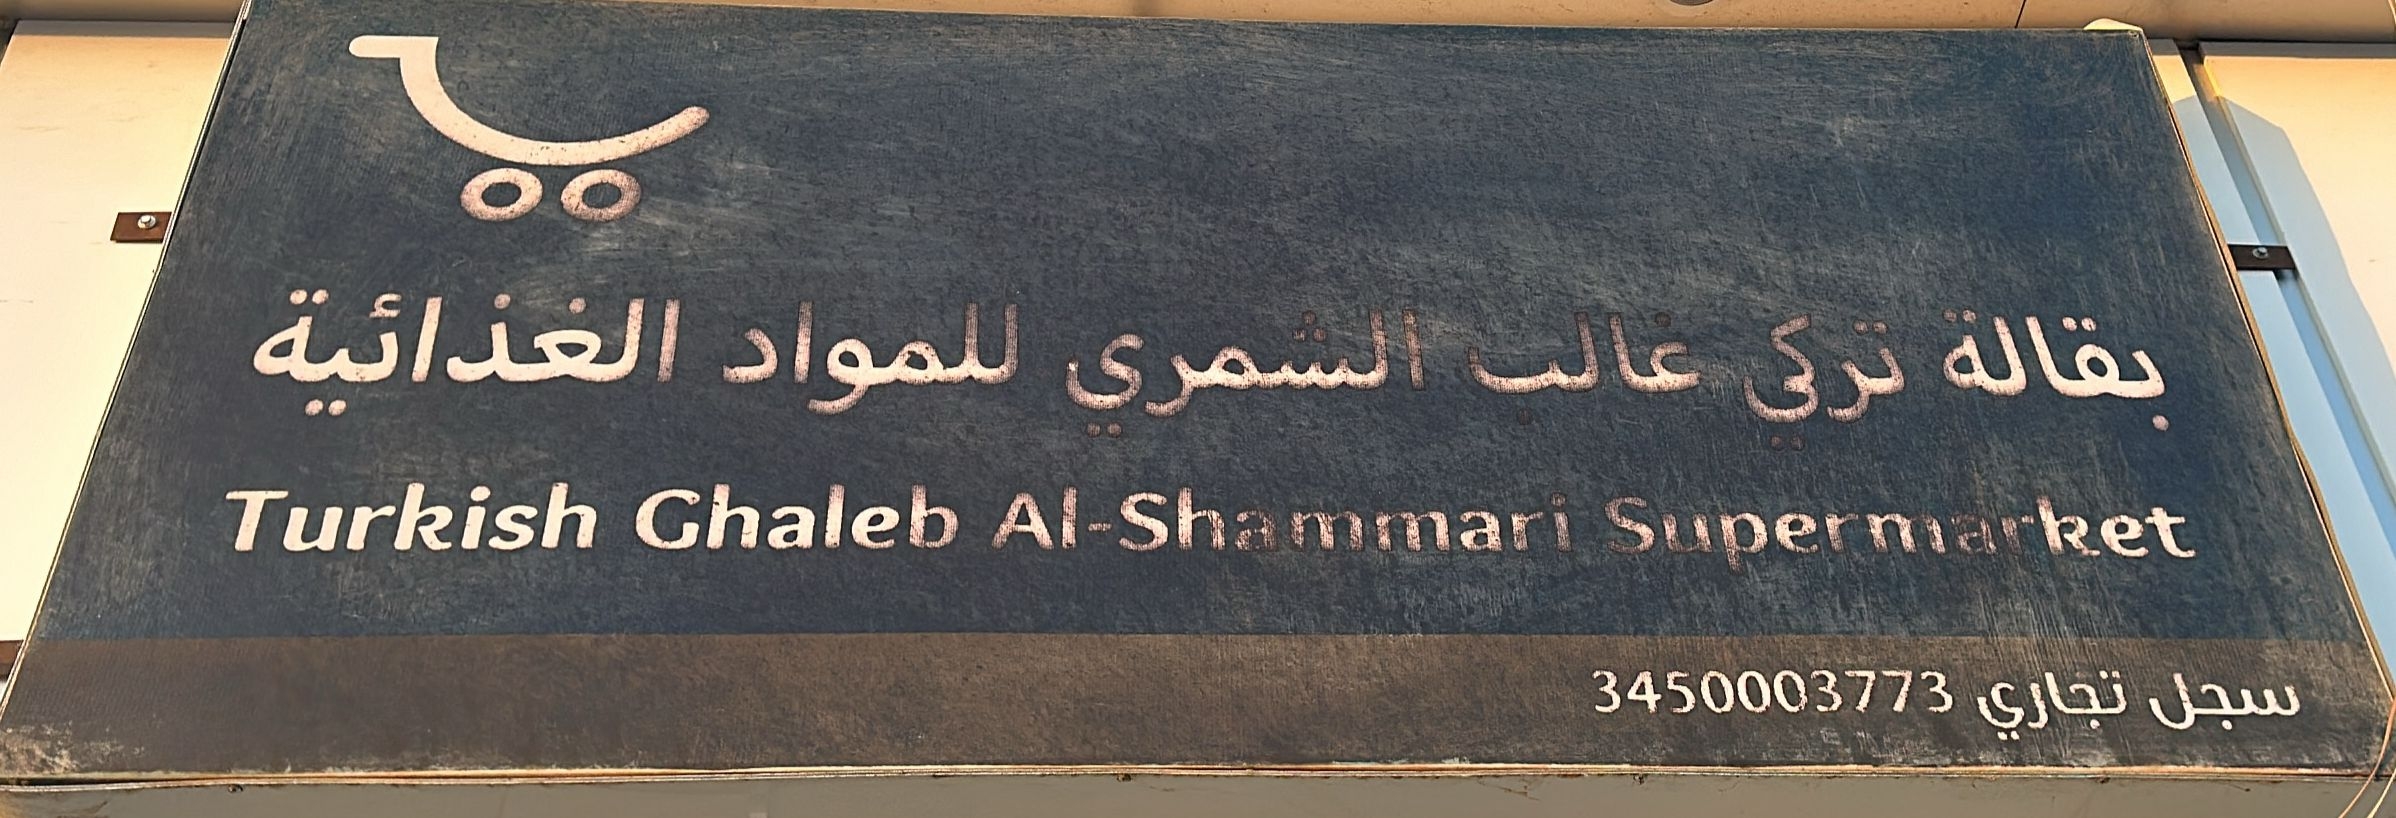 بقالة تركي غالب الشمري للمواد الغذائية
Turkish Ghaleb Al-Shammari Supermarket
سجل تجاري 3450003773